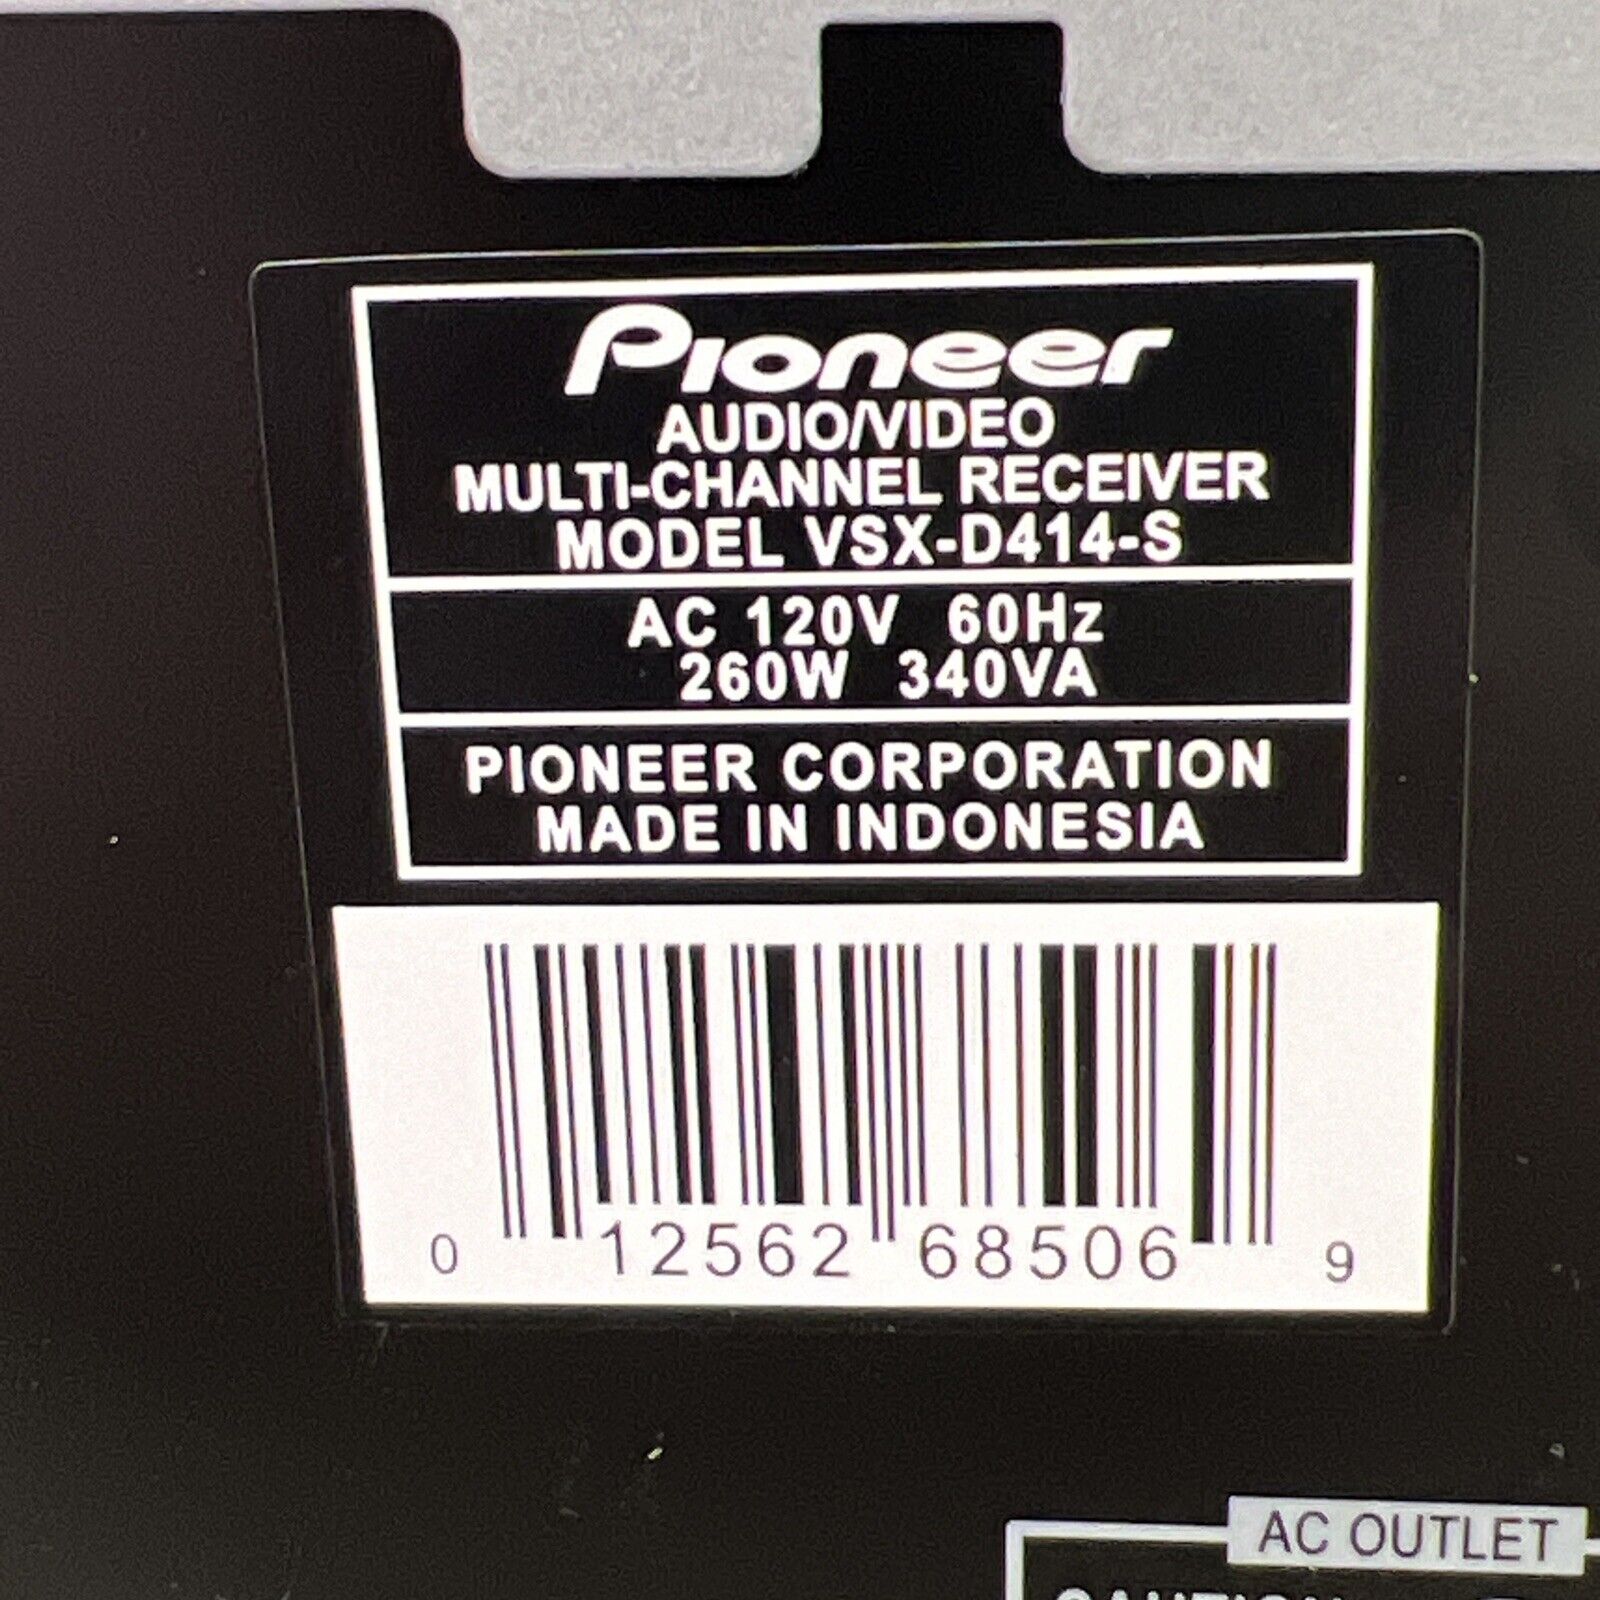 Pioneer
AUDIO/VIDEO
MULTI-CHANNEL RECEIVER
MODEL VSX-D414-S
AC 120V 60Hz
260W 340VA
PIONEER CORPORATION
MADE IN INDONESIA
0 12562 68506 9
AC OUTLET
CAUTION